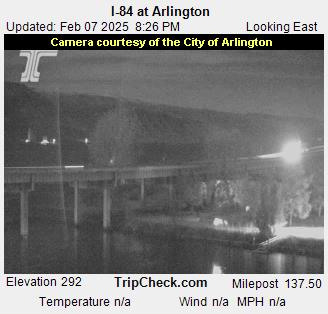 I-84 at Arlington
Updated: Feb 07 2025 8:26 PM Looking East
Camera courtesy of the City of Arlington
Elevation 292 TripCheck.com Milepost 137.50
Temperature n/a Wind n/a MPH n/a